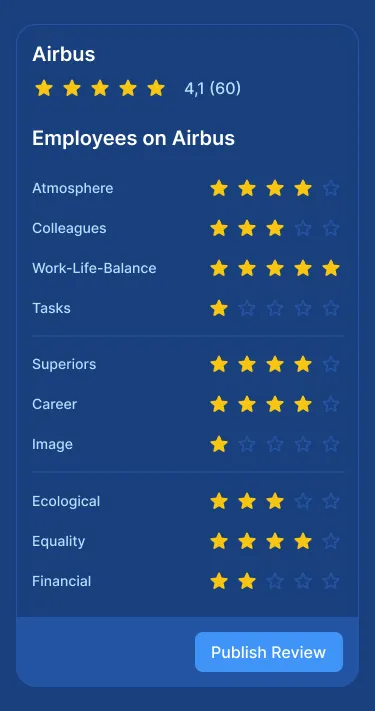 Airbus
4,1 (60)
Employees on Airbus
Atmosphere
Colleagues
Work-Life-Balance
Tasks
Superiors
Career
Image
Ecological
Equality
Financial
Publish Review